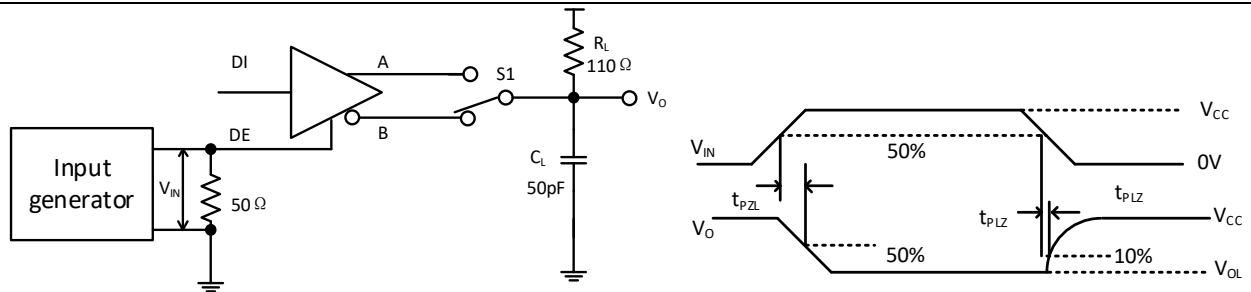 DI
A
B
S1
R_L
110 Ω
V_O
DE
Input
generator
V_IN
50 Ω
C_L
50pF
V_IN
50%
V_CC
0V
t_PZL
t_PLZ
t_PLZ
V_O
V_CC
50%
10%
V_OL